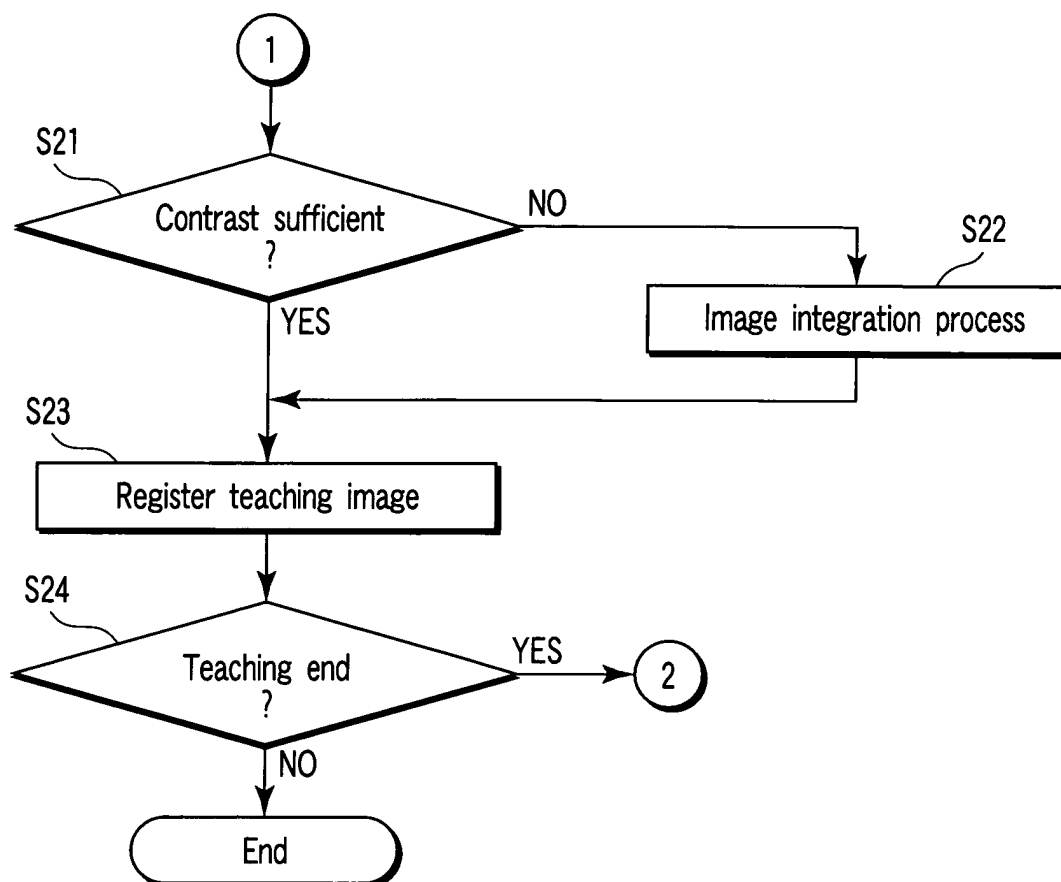 1
S21
Contrast sufficient
?
NO
YES
S22
Image integration process
S23
Register teaching image
S24
Teaching end
?
YES
2
NO
End